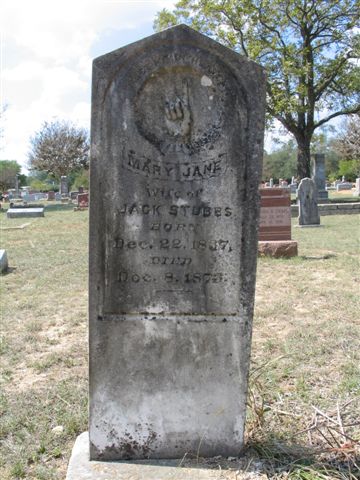 MARY JANE
Wife of
JACK STUBBS
BORN
Dec. 22, 1837,
DIED
Dec. 8, 1875.